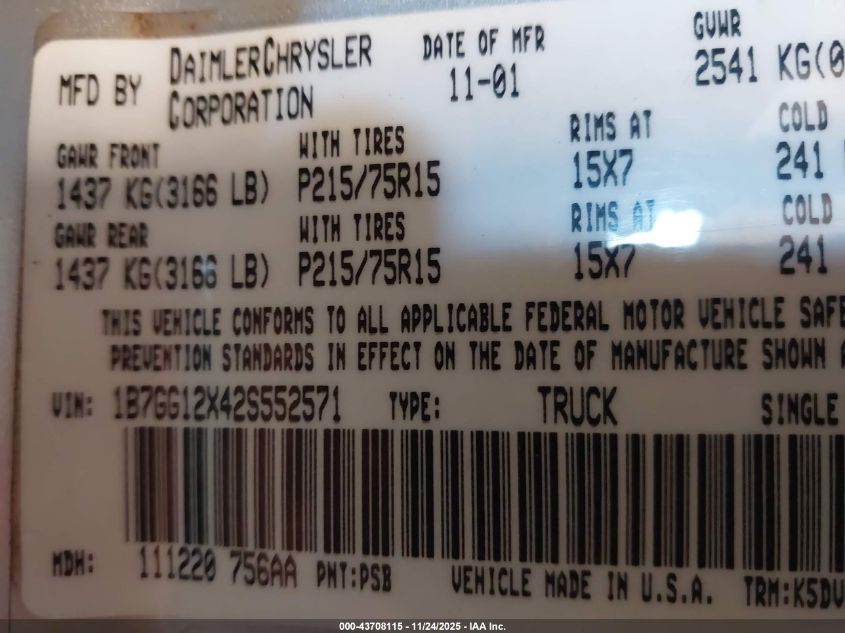 MFD BY DAIMLERCHRYSLER CORPORATION DATE OF MFR 11-01 GVWR 2541 KG(0
GAWR FRONT WITH TIRES RIMS AT COLD
1437 KG(3166 LB) P215/75R15 15X7 241
GAWR REAR WITH TIRES RIMS AT COLD
1437 KG(3166 LB) P215/75R15 15X7 241
THIS VEHICLE CONFORMS TO ALL APPLICABLE FEDERAL MOTOR VEHICLE SAFE
PREVENTION STANDARDS IN EFFECT ON THE DATE OF MANUFACTURE SHOWN A
VIN: 1B7GG12X42S552571 TYPE: TRUCK SINGLE
MDH: 111220 756AA PNT:PSB VEHICLE MADE IN U.S.A. TRM:K5DV
000-43708115 - 11/24/2025 - IAA Inc.